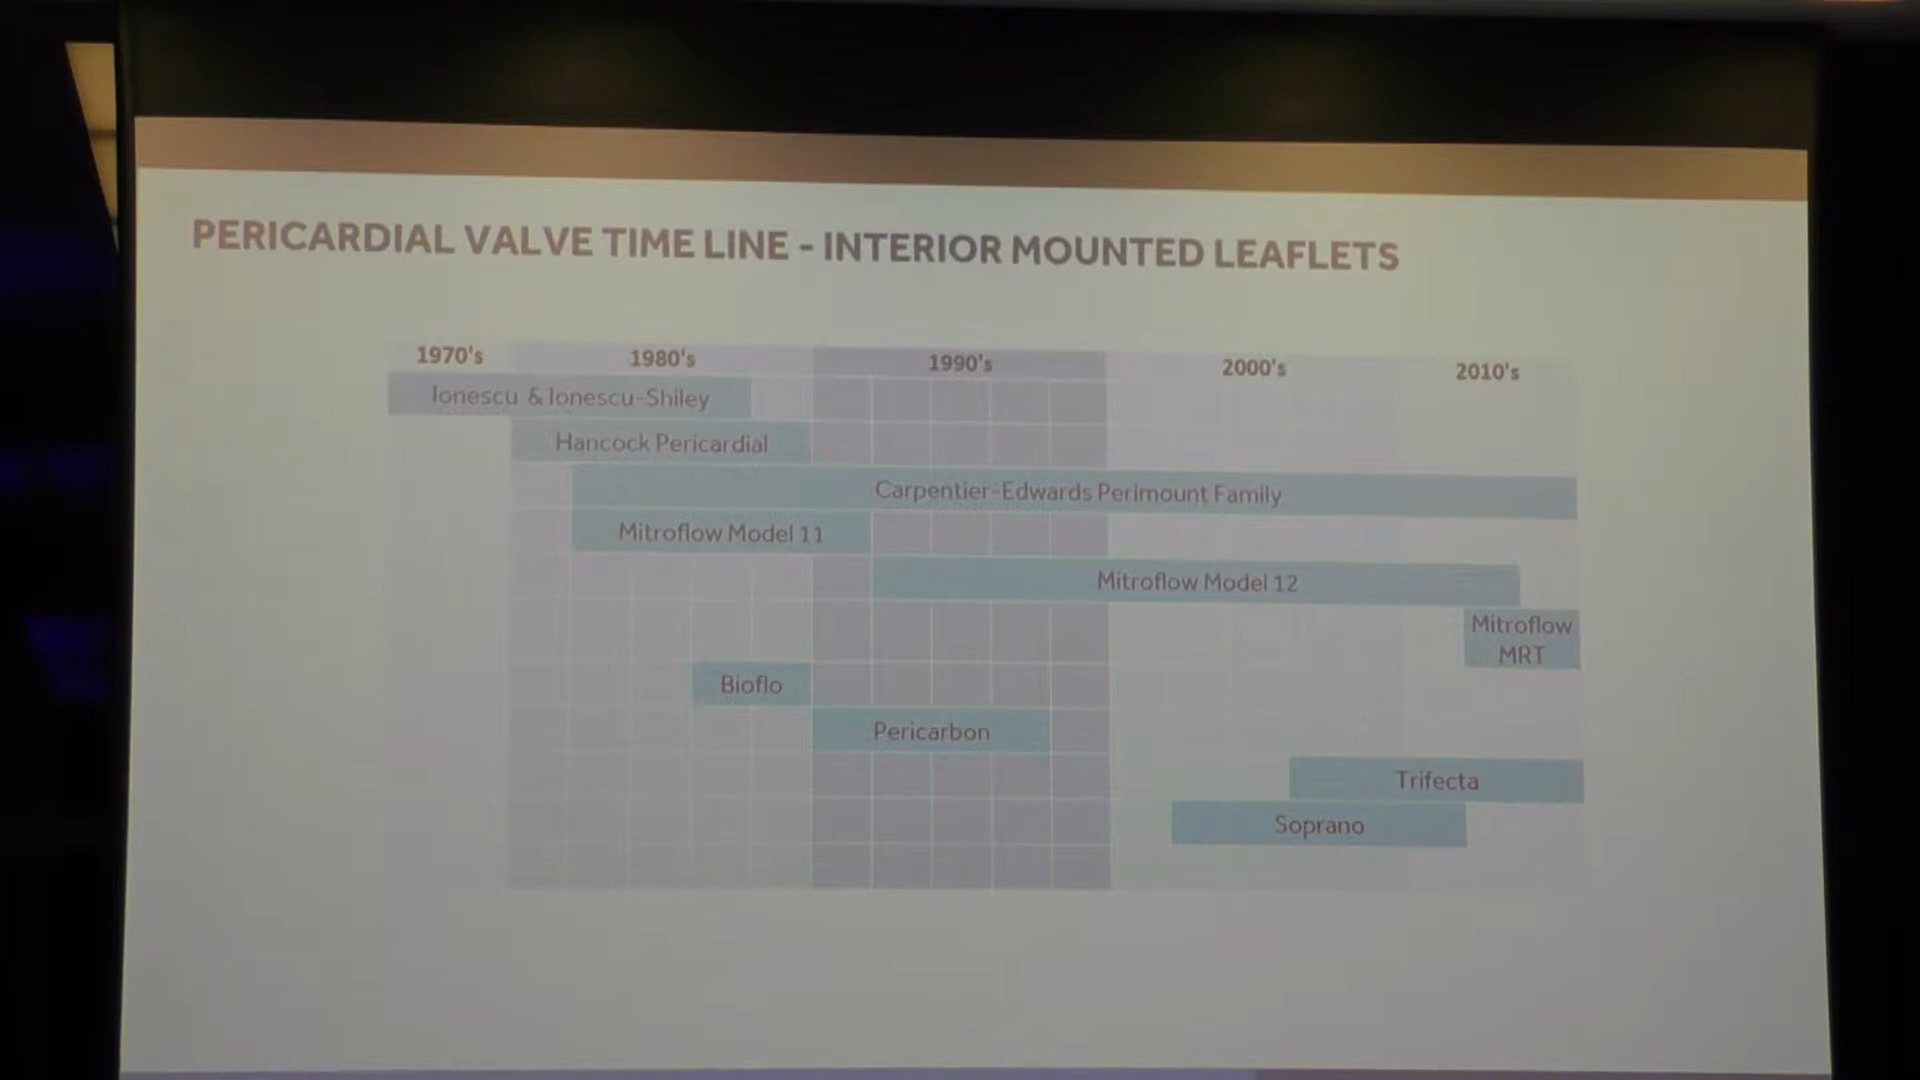 PERICARDIAL VALVE TIME LINE - INTERIOR MOUNTED LEAFLETS
1970's 1980's 1990's 2000's 2010's
Ionescu & Ionescu-Shiley
Hancock Pericardial
Carpentier-Edwards Perimount Family
Mitroflow Model 11
Mitroflow Model 12
Mitroflow
MRT
Bioflo
Pericarbon
Trifecta
Soprano